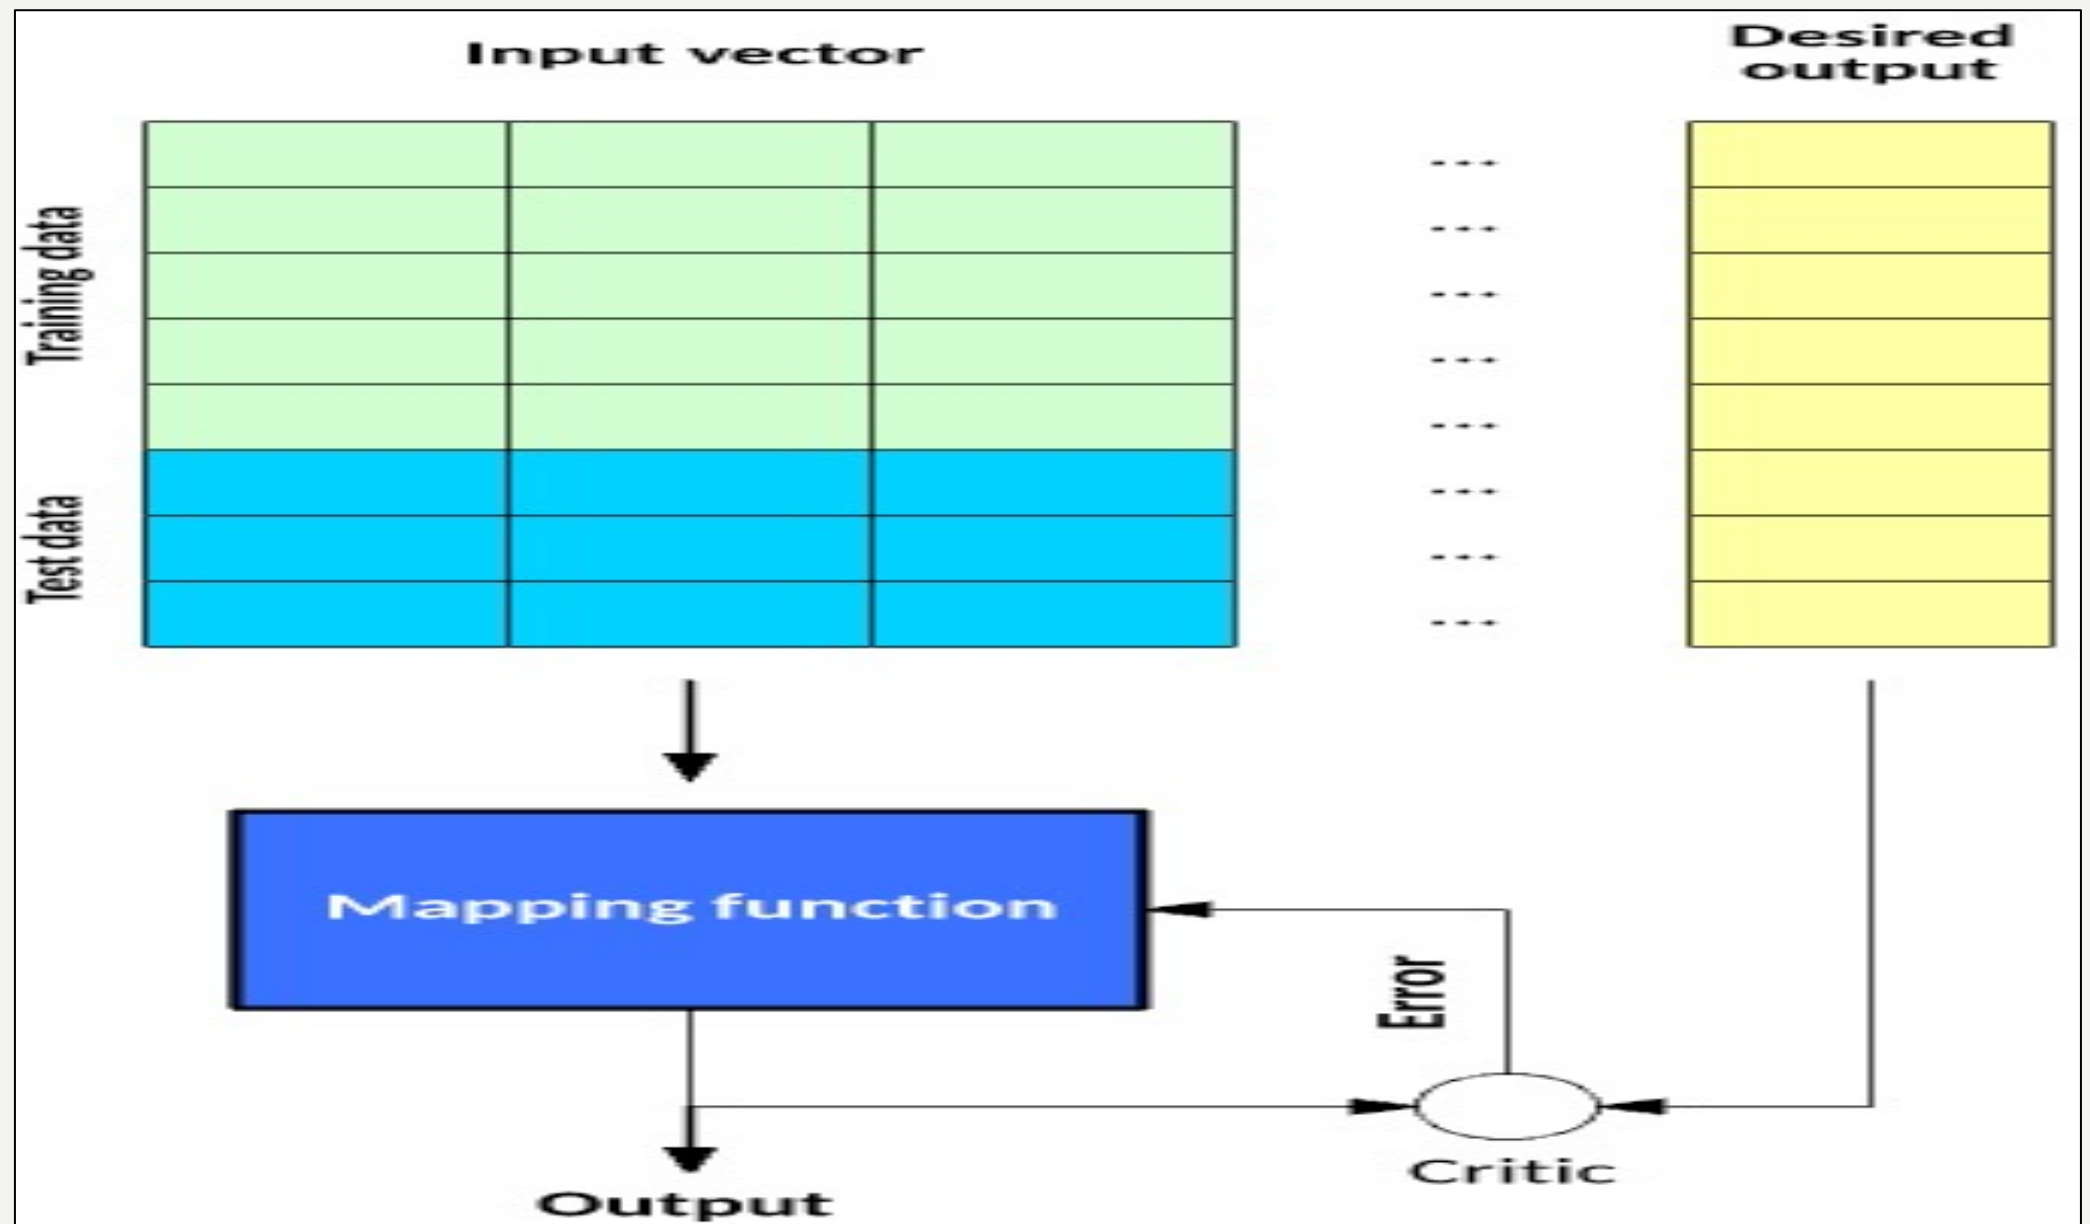 Input vector
Desired
output
...
...
...
...
...
...
...
...
Training data
Test data
Mapping function
Error
Critic
Output